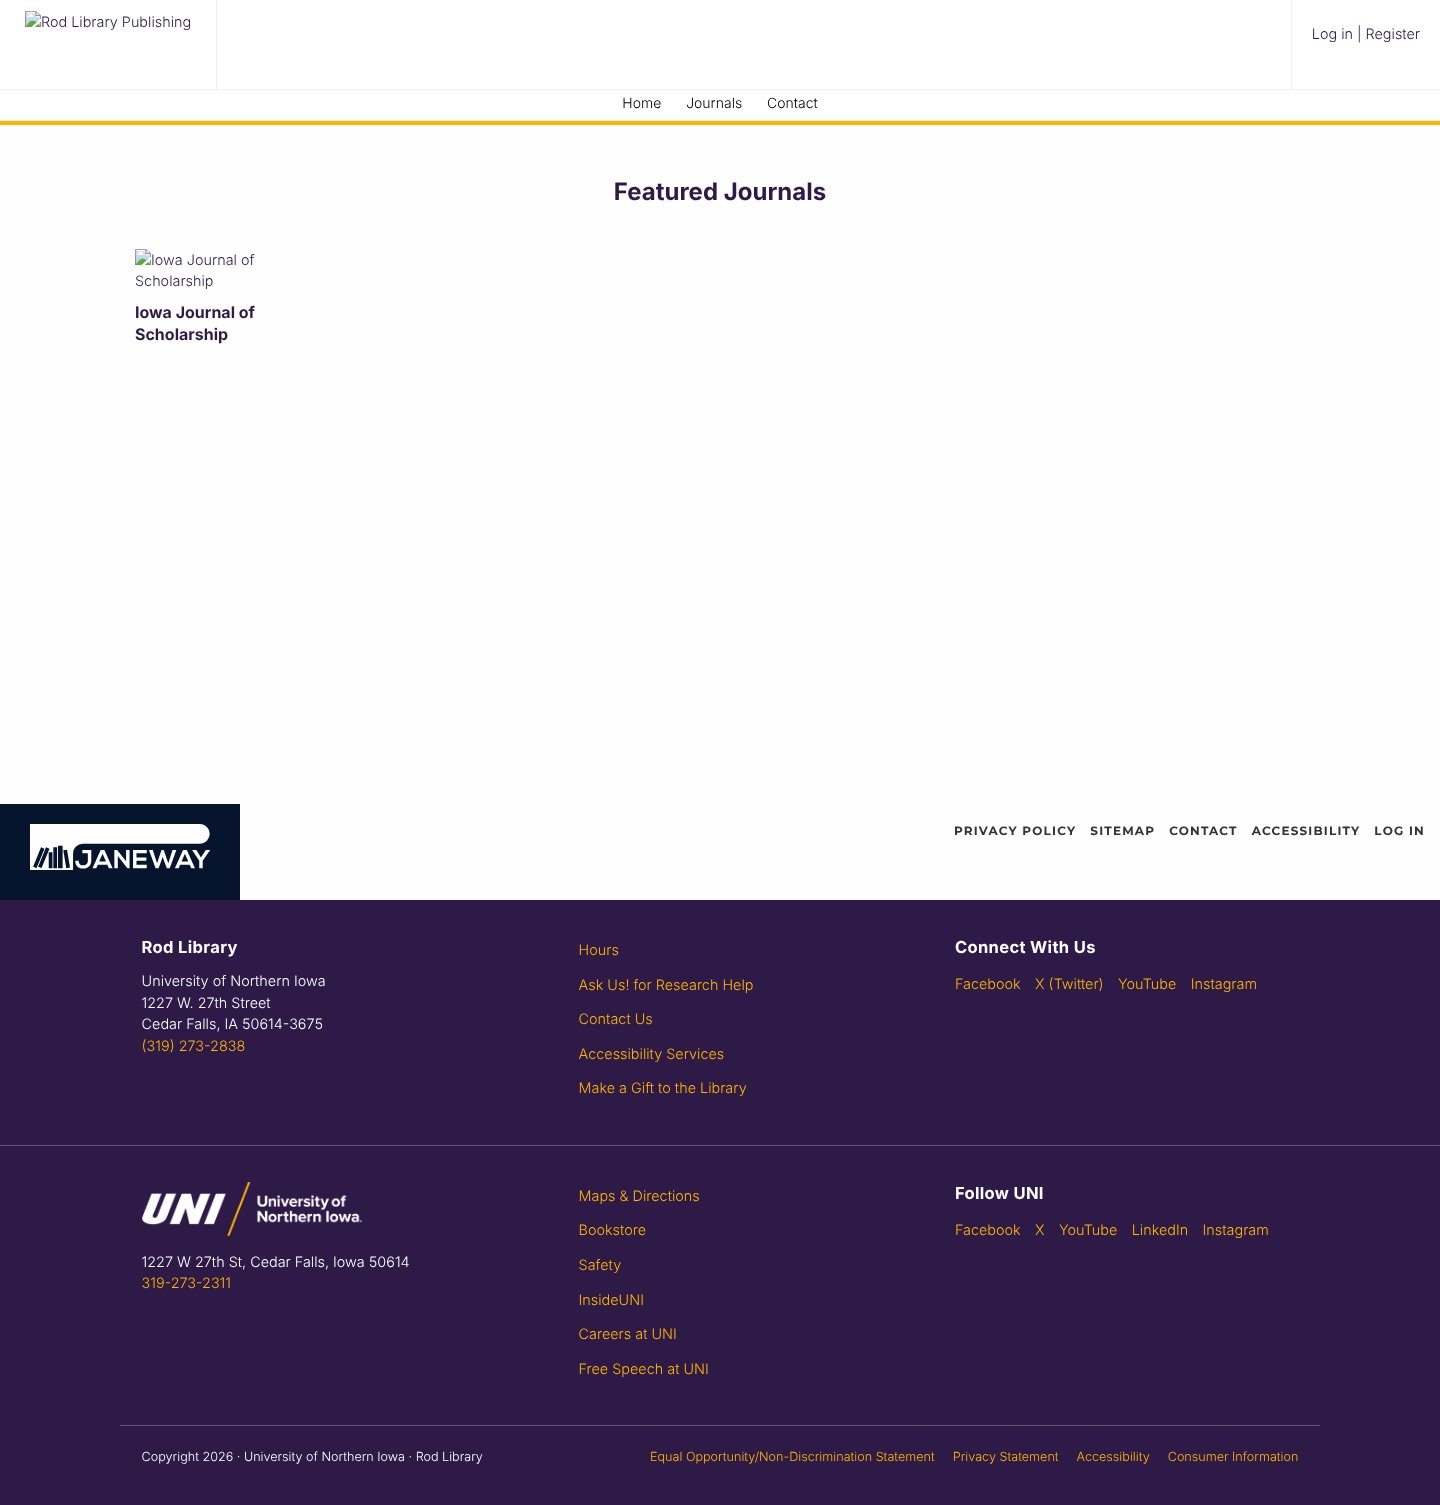 Rod Library Publishing
Log in | Register
Home Journals Contact
Featured Journals
Iowa Journal of
Scholarship
Iowa Journal of
Scholarship
JANEWAY
PRIVACY POLICY SITEMAP CONTACT ACCESSIBILITY LOG IN
Rod Library
University of Northern Iowa
1227 W. 27th Street
Cedar Falls, IA 50614-3675
(319) 273-2838
Hours
Ask Us! for Research Help
Contact Us
Accessibility Services
Make a Gift to the Library
Connect With Us
Facebook X (Twitter) YouTube Instagram
UNI University of
Northern Iowa.
1227 W 27th St, Cedar Falls, Iowa 50614
319-273-2311
Maps & Directions
Bookstore
Safety
InsideUNI
Careers at UNI
Free Speech at UNI
Follow UNI
Facebook X YouTube LinkedIn Instagram
Copyright 2026 · University of Northern Iowa · Rod Library
Equal Opportunity/Non-Discrimination Statement Privacy Statement Accessibility Consumer Information